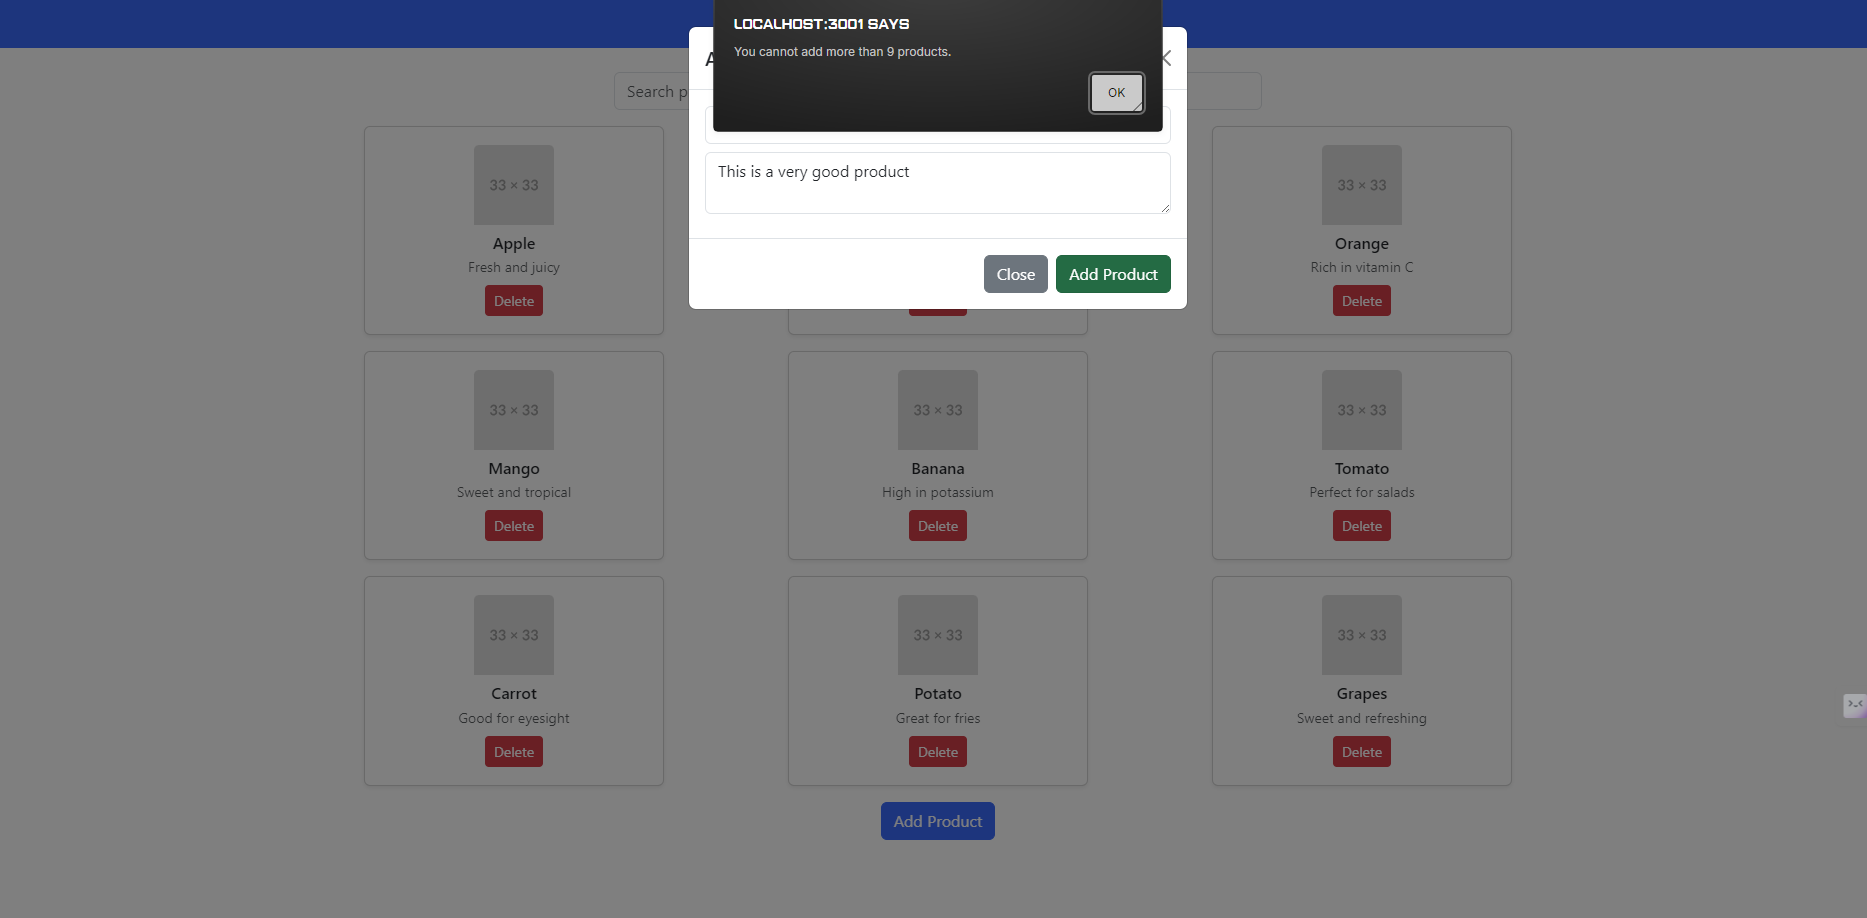 LOCALHOST:3001 SAYS
You cannot add more than 9 products.
OK
Search
This is a very good product
Close
Add Product
33 × 33
33 × 33
Apple
Orange
Fresh and juicy
Rich in vitamin C
Delete
Delete
33 × 33
33 × 33
33 × 33
Mango
Banana
Tomato
Sweet and tropical
High in potassium
Perfect for salads
Delete
Delete
Delete
33 × 33
33 × 33
33 × 33
Carrot
Potato
Grapes
Good for eyesight
Great for fries
Sweet and refreshing
Delete
Delete
Delete
Add Product